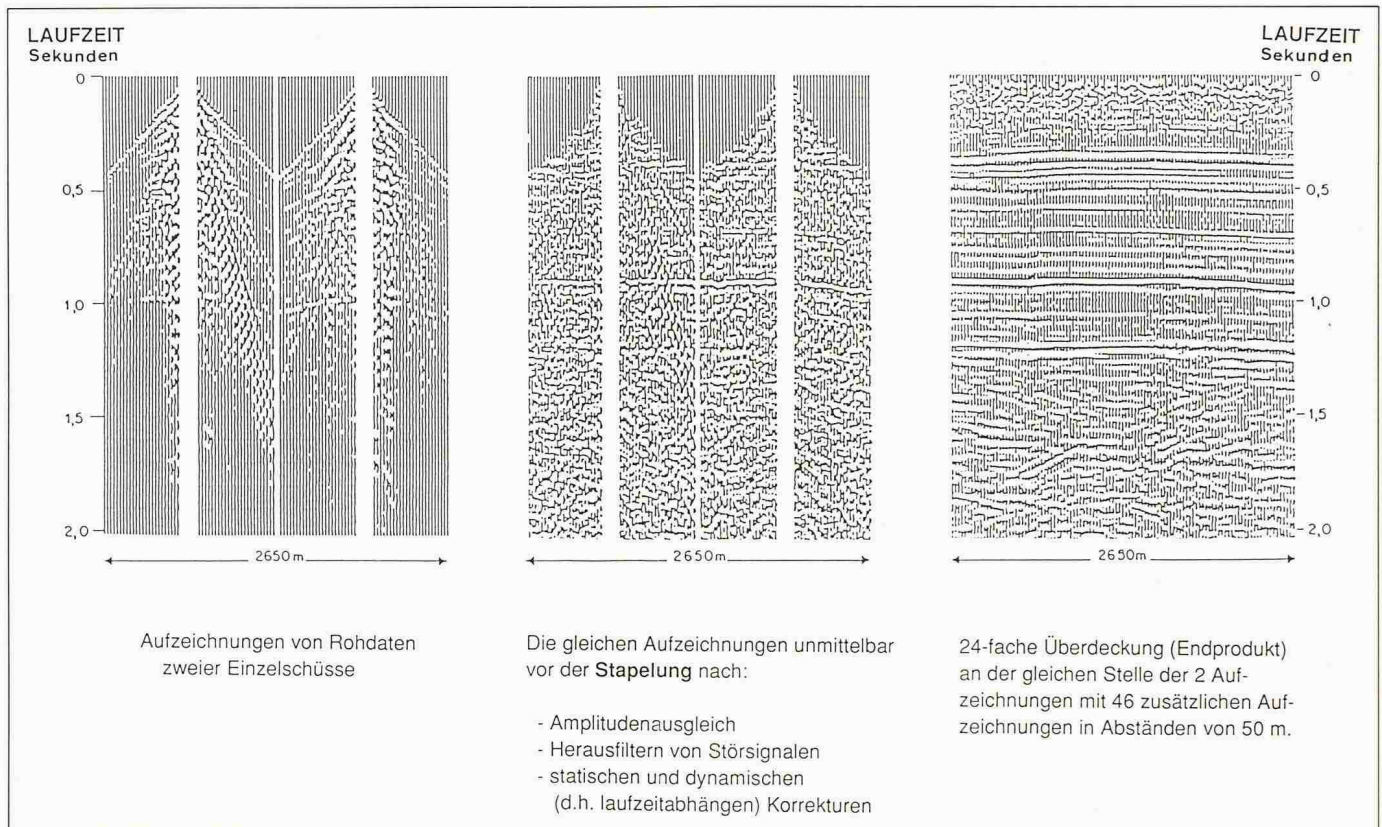 LAUFZEIT
Sekunden
LAUFZEIT
Sekunden
0
0,5
1,0
1,5
2,0
0
0,5
1,0
1,5
2,0
2650m
2650m
2650m
Aufzeichnungen von Rohdaten
zweier Einzelschüsse
Die gleichen Aufzeichnungen unmittelbar
vor der Stapelung nach:
- Amplitudenausgleich
- Herausfiltern von Störsignalen
- statischen und dynamischen
(d.h. laufzeitabhängen) Korrekturen
24-fache Überdeckung (Endprodukt)
an der gleichen Stelle der 2 Auf-
zeichnungen mit 46 zusätzlichen Auf-
zeichnungen in Abständen von 50 m.